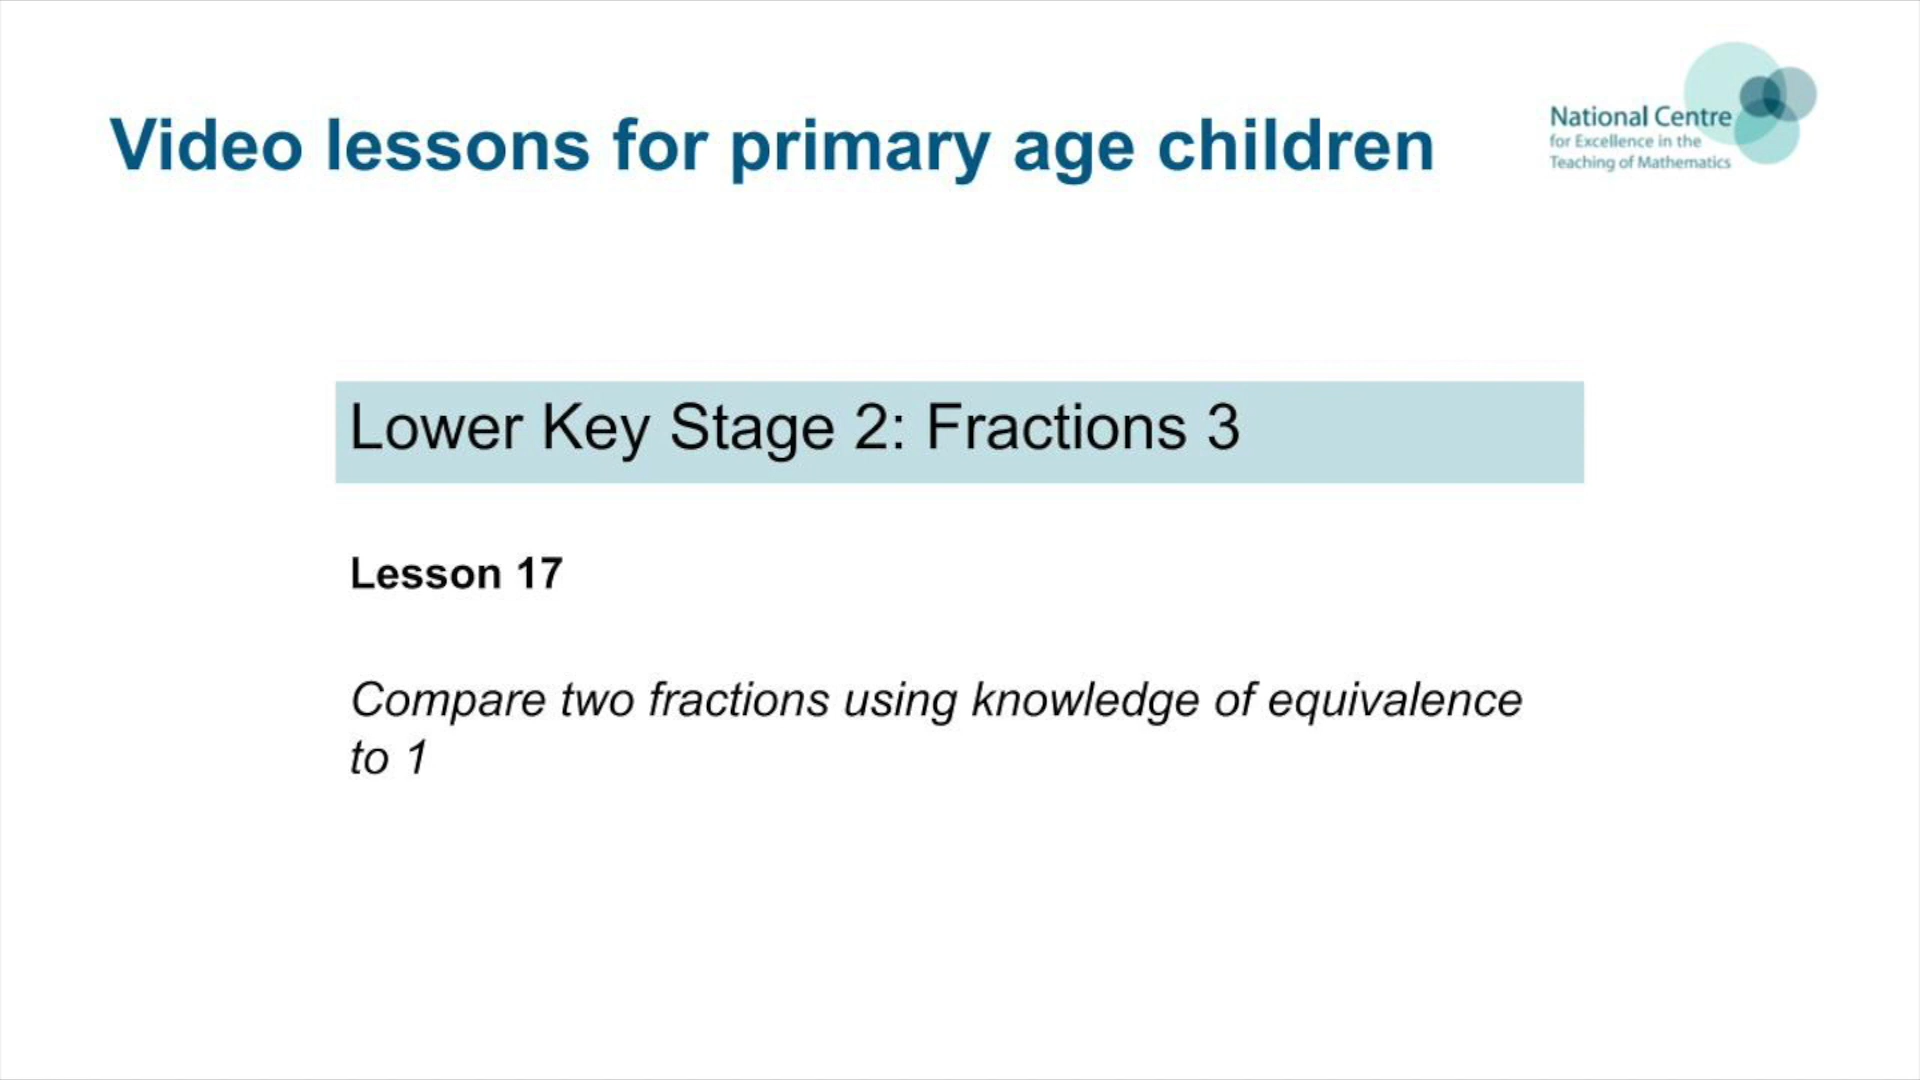 Video lessons for primary age children
National Centre
for Excellence in the
Teaching of Mathematics
Lower Key Stage 2: Fractions 3
Lesson 17
Compare two fractions using knowledge of equivalence
to 1